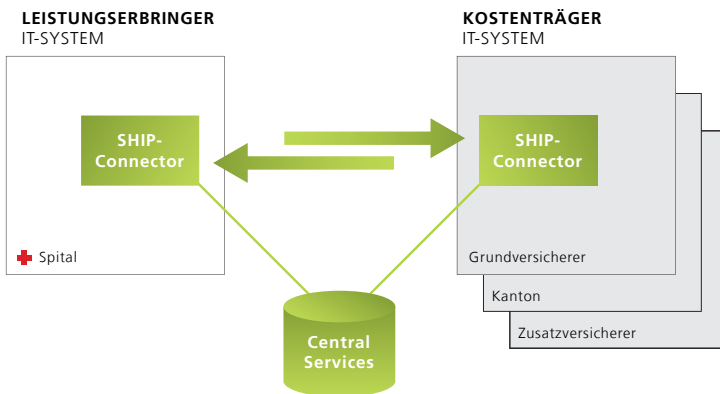 LEISTUNGSERBRINGER
IT-SYSTEM
KOSTENTRÄGER
IT-SYSTEM
SHIP-
Connector
SHIP-
Connector
Spital
Grundversicherer
Kanton
Zusatzversicherer
Central
Services